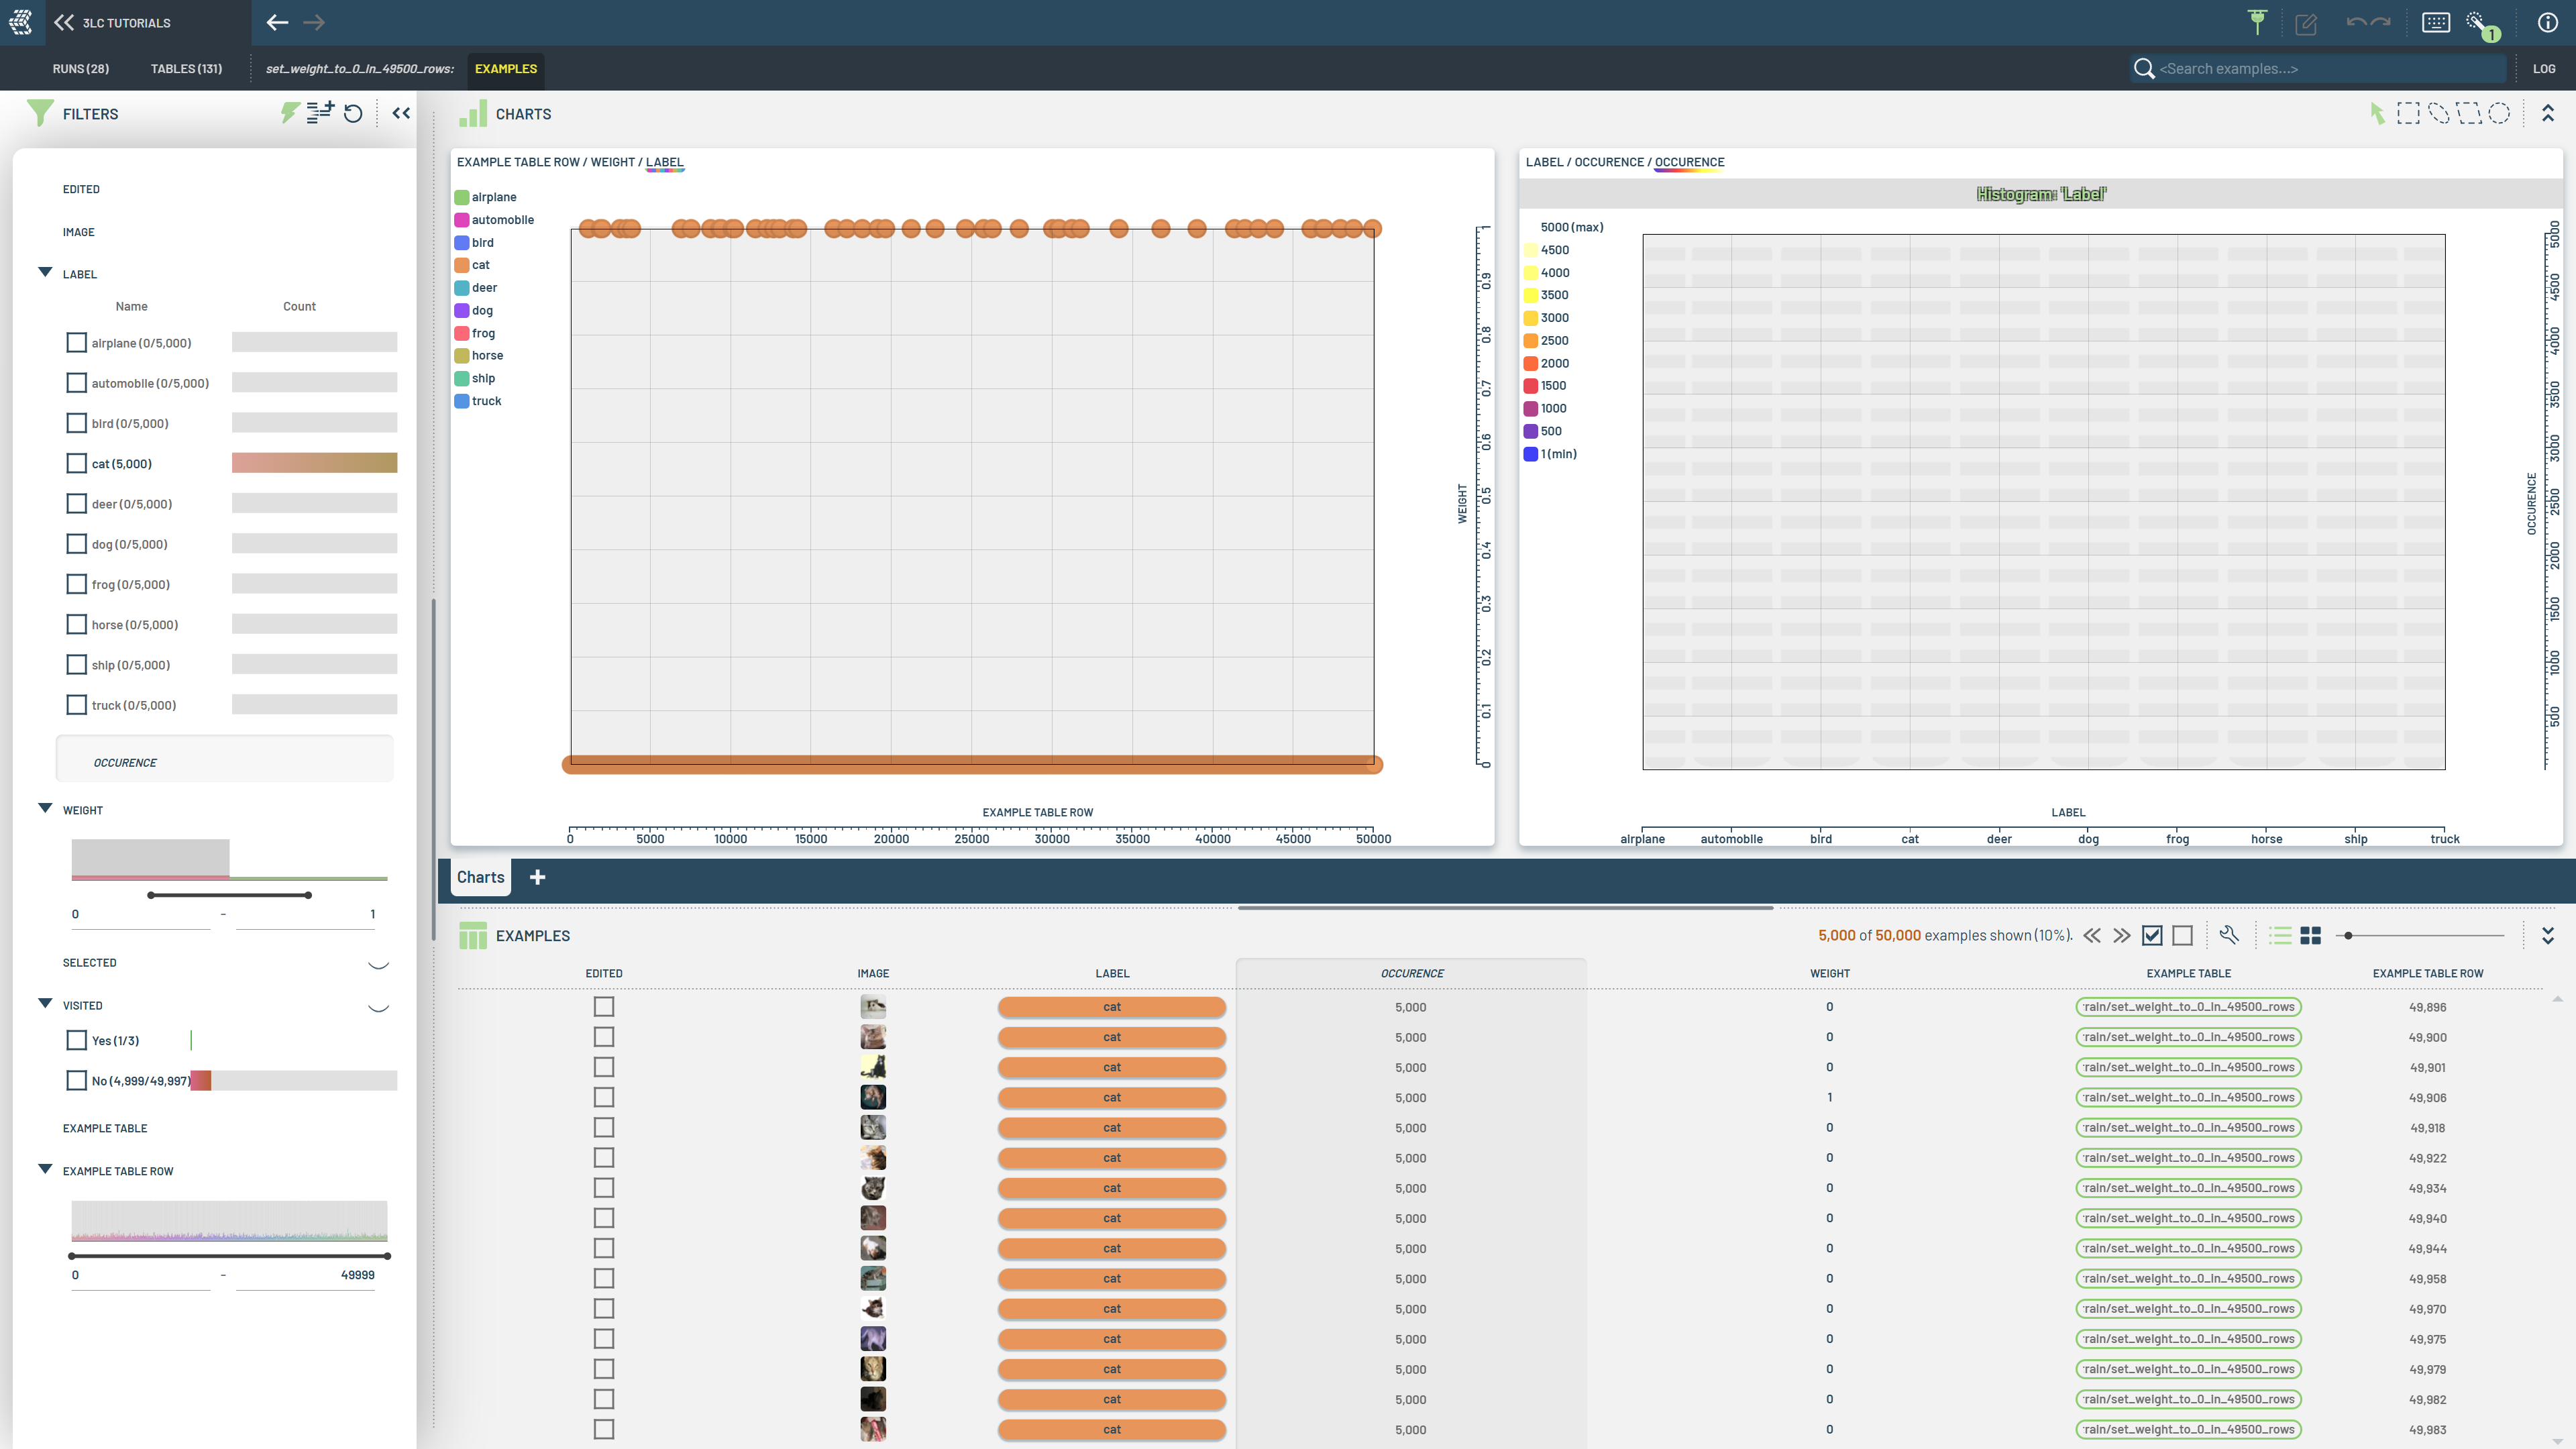 3LC TUTORIALS
1
RUNS (28)
TABLES (131)
set_weight_to_0_in_49500_rows:
EXAMPLES
<Search examples...>
LOG
FILTERS
EDITED
IMAGE
LABEL
Name Count
airplane (0/5,000)
automobile (0/5,000)
bird (0/5,000)
cat (5,000)
deer (0/5,000)
dog (0/5,000)
frog (0/5,000)
horse (0/5,000)
ship (0/5,000)
truck (0/5,000)
OCCURENCE
WEIGHT
0 - 1
SELECTED
VISITED
Yes (1/3)
No (4,999/49,997)
EXAMPLE TABLE
EXAMPLE TABLE ROW
0 - 49999
CHARTS
EXAMPLE TABLE ROW / WEIGHT / LABEL
airplane
automobile
bird
cat
deer
dog
frog
horse
ship
truck
1
0.9
0.8
0.7
0.6
0.5
0.4
0.3
0.2
0.1
0
WEIGHT
EXAMPLE TABLE ROW
0 5000 10000 15000 20000 25000 30000 35000 40000 45000 50000
LABEL / OCCURENCE / OCCURENCE
Histogram: 'Label'
5000 (max)
4500
4000
3500
3000
2500
2000
1500
1000
500
1 (min)
5000
4500
4000
3500
3000
2500
2000
1500
1000
500
OCCURENCE
LABEL
airplane automobile bird cat deer dog frog horse ship truck
Charts
EXAMPLES
5,000 of 50,000 examples shown (10%).
EDITED IMAGE LABEL OCCURENCE WEIGHT EXAMPLE TABLE EXAMPLE TABLE ROW
cat 5,000 0 rain/set_weight_to_0_in_49500_rows 49,896
cat 5,000 0 rain/set_weight_to_0_in_49500_rows 49,900
cat 5,000 0 rain/set_weight_to_0_in_49500_rows 49,901
cat 5,000 1 rain/set_weight_to_0_in_49500_rows 49,906
cat 5,000 0 rain/set_weight_to_0_in_49500_rows 49,918
cat 5,000 0 rain/set_weight_to_0_in_49500_rows 49,922
cat 5,000 0 rain/set_weight_to_0_in_49500_rows 49,934
cat 5,000 0 rain/set_weight_to_0_in_49500_rows 49,940
cat 5,000 0 rain/set_weight_to_0_in_49500_rows 49,944
cat 5,000 0 rain/set_weight_to_0_in_49500_rows 49,958
cat 5,000 0 rain/set_weight_to_0_in_49500_rows 49,970
cat 5,000 0 rain/set_weight_to_0_in_49500_rows 49,975
cat 5,000 0 rain/set_weight_to_0_in_49500_rows 49,979
cat 5,000 0 rain/set_weight_to_0_in_49500_rows 49,982
cat 5,000 0 rain/set_weight_to_0_in_49500_rows 49,983